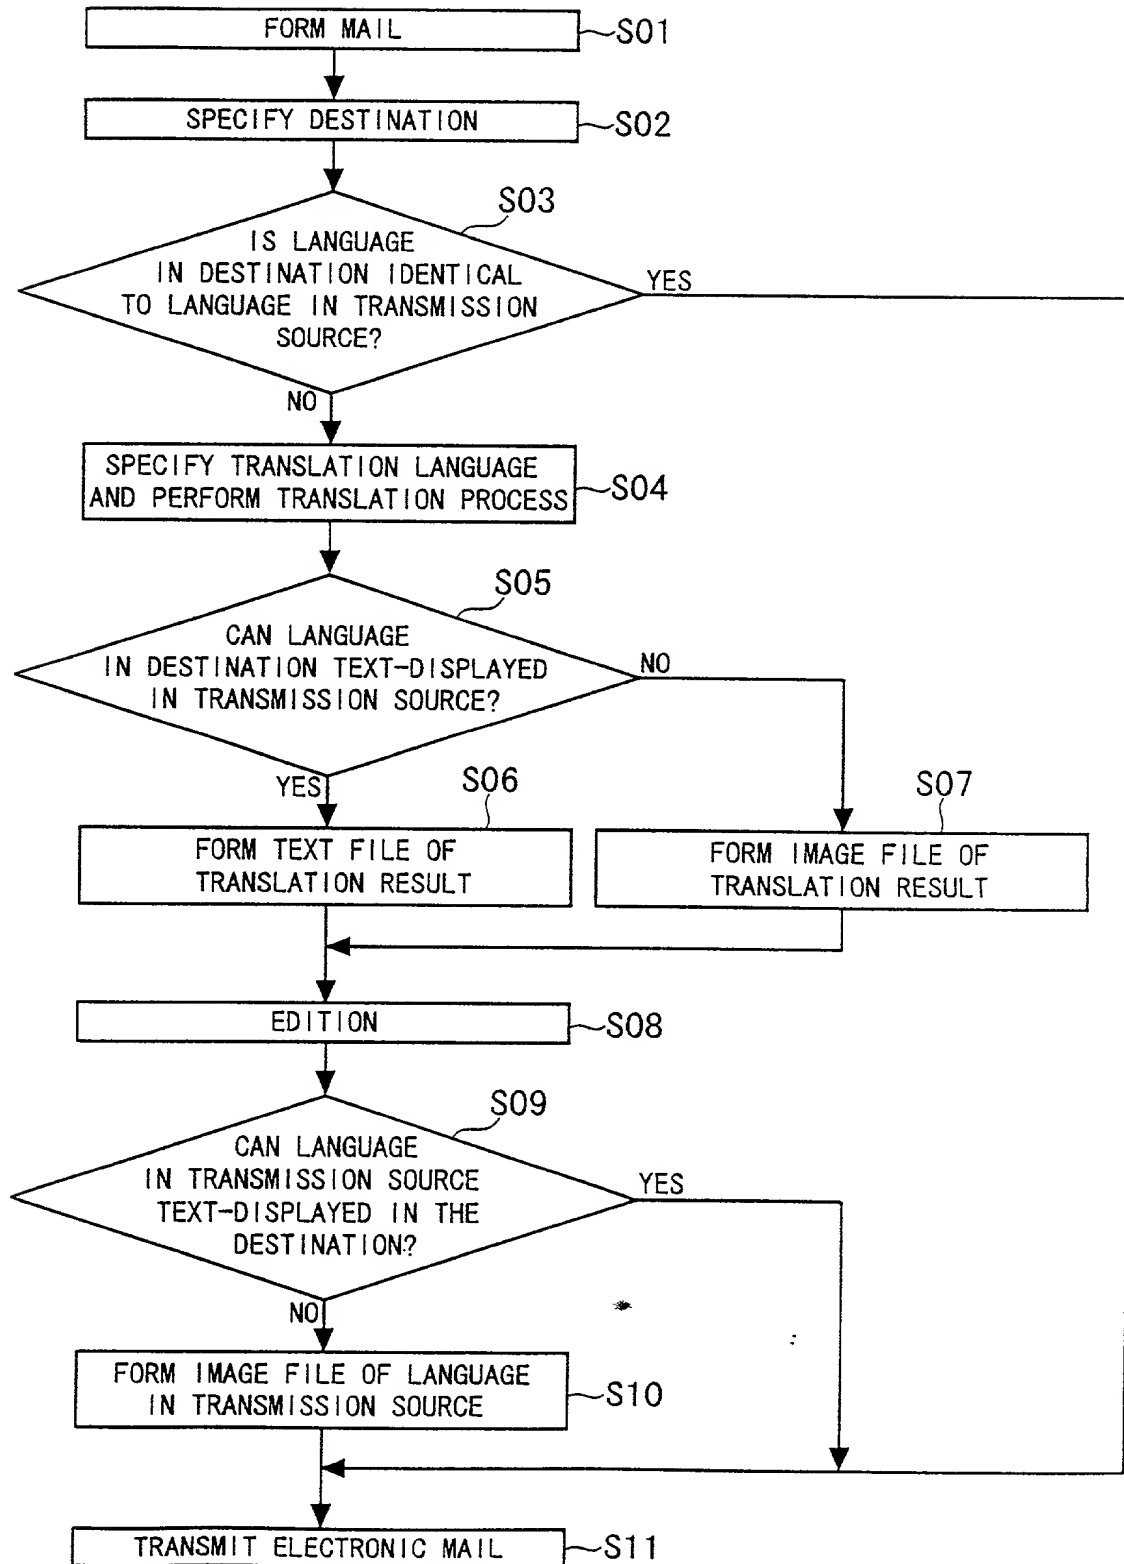 FORM MAIL
S01
SPECIFY DESTINATION
S02
S03
IS LANGUAGE
IN DESTINATION IDENTICAL
TO LANGUAGE IN TRANSMISSION
SOURCE?
YES
NO
SPECIFY TRANSLATION LANGUAGE
AND PERFORM TRANSLATION PROCESS
S04
S05
CAN LANGUAGE
IN DESTINATION TEXT-DISPLAYED
IN TRANSMISSION SOURCE?
NO
YES
S06
S07
FORM TEXT FILE OF
TRANSLATION RESULT
FORM IMAGE FILE OF
TRANSLATION RESULT
EDITION
S08
S09
CAN LANGUAGE
IN TRANSMISSION SOURCE
TEXT-DISPLAYED IN THE
DESTINATION?
YES
NO
FORM IMAGE FILE OF LANGUAGE
IN TRANSMISSION SOURCE
S10
TRANSMIT ELECTRONIC MAIL
S11